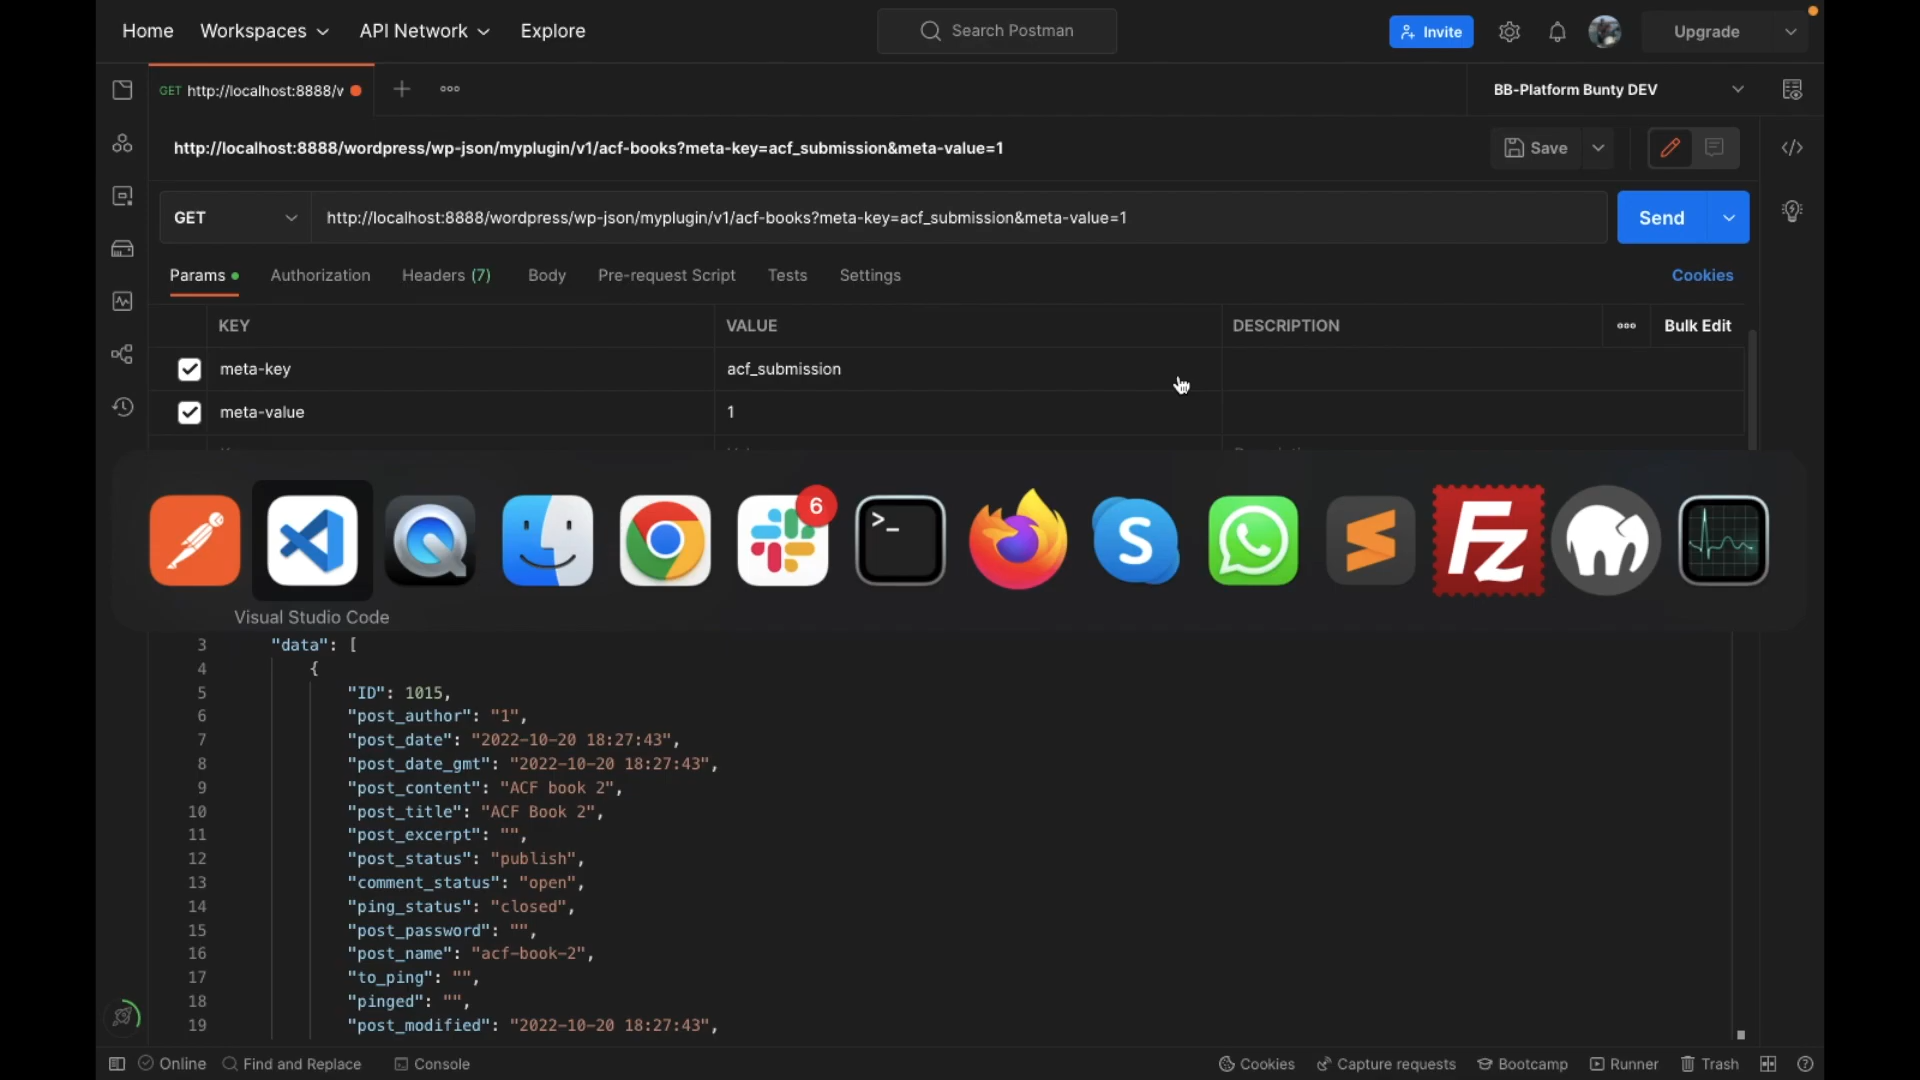 Home Workspaces API Network Explore Search Postman Invite Upgrade
GET http://localhost:8888/v BB-Platform Bunty DEV
http://localhost:8888/wordpress/wp-json/myplugin/v1/acf-books?meta-key=acf_submission&meta-value=1 Save
GET http://localhost:8888/wordpress/wp-json/myplugin/v1/acf-books?meta-key=acf_submission&meta-value=1 Send
Params Authorization Headers (7) Body Pre-request Script Tests Settings Cookies
KEY VALUE DESCRIPTION Bulk Edit
meta-key acf_submission
meta-value 1
6
>_
S
Fz
Visual Studio Code
3 "data": [
4 {
5 "ID": 1015,
6 "post_author": "1",
7 "post_date": "2022-10-20 18:27:43",
8 "post_date_gmt": "2022-10-20 18:27:43",
9 "post_content": "ACF book 2",
10 "post_title": "ACF Book 2",
11 "post_excerpt": "",
12 "post_status": "publish",
13 "comment_status": "open",
14 "ping_status": "closed",
15 "post_password": "",
16 "post_name": "acf-book-2",
17 "to_ping": "",
18 "pinged": "",
19 "post_modified": "2022-10-20 18:27:43",
Online Find and Replace Console Cookies Capture requests Bootcamp Runner Trash